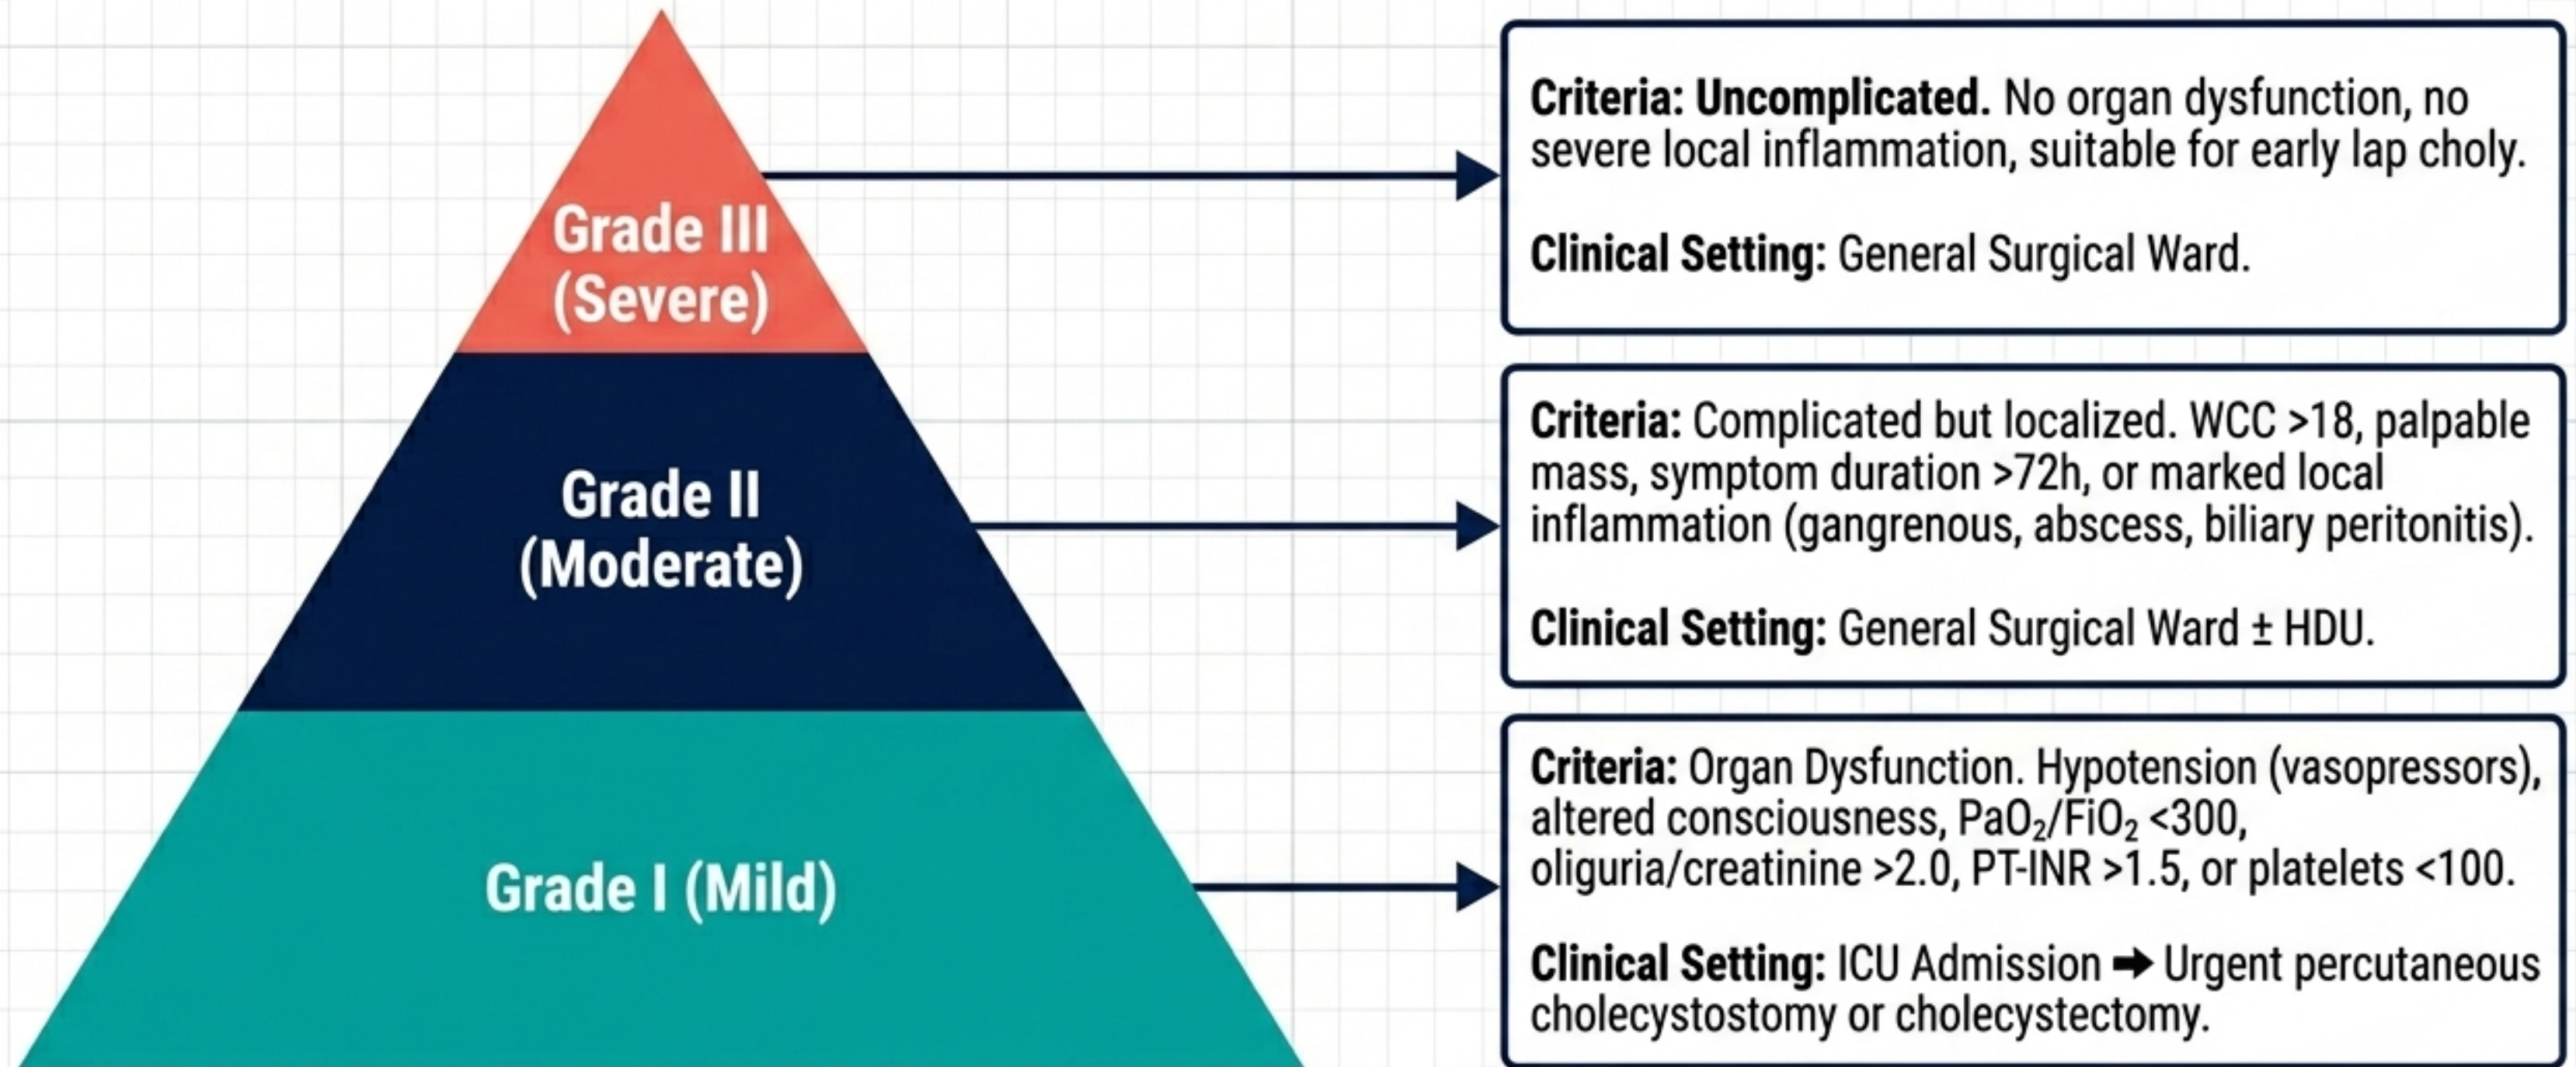 Grade III
(Severe)
Criteria: Uncomplicated. No organ dysfunction, no
severe local inflammation, suitable for early lap choly.
Clinical Setting: General Surgical Ward.
Grade II
(Moderate)
Criteria: Complicated but localized. WCC >18, palpable
mass, symptom duration >72h, or marked local
inflammation (gangrenous, abscess, biliary peritonitis).
Clinical Setting: General Surgical Ward ± HDU.
Grade I (Mild)
Criteria: Organ Dysfunction. Hypotension (vasopressors),
altered consciousness, PaO₂/FiO₂ <300,
oliguria/creatinine >2.0, PT-INR >1.5, or platelets <100.
Clinical Setting: ICU Admission ➡ Urgent percutaneous
cholecystostomy or cholecystectomy.